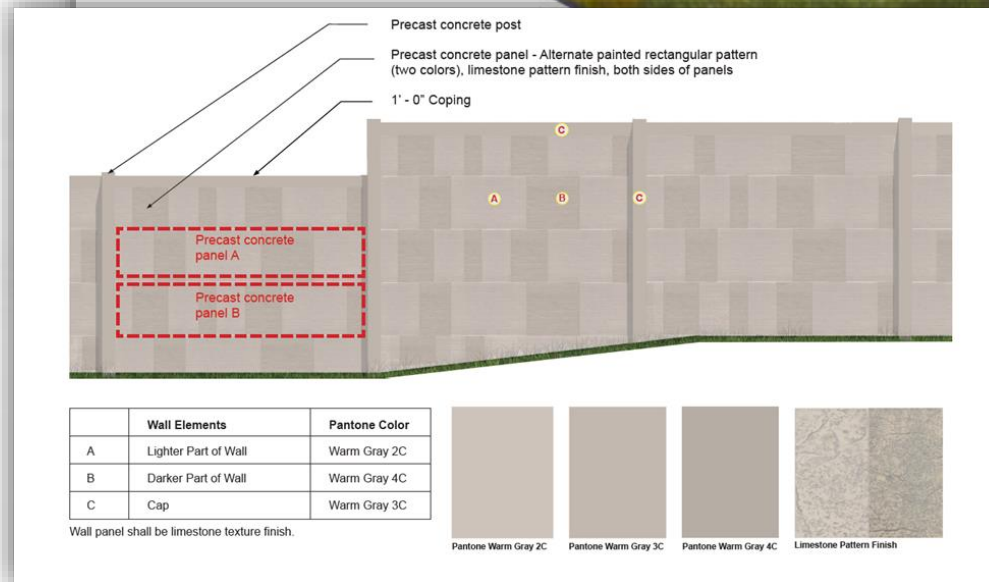 Precast concrete post
Precast concrete panel - Alternate painted rectangular pattern
(two colors), limestone pattern finish, both sides of panels
1' - 0" Coping
C
A
B
C
Precast concrete
panel A
Precast concrete
panel B
Wall Elements Pantone Color
A Lighter Part of Wall Warm Gray 2C
B Darker Part of Wall Warm Gray 4C
C Cap Warm Gray 3C
Wall panel shall be limestone texture finish.
Pantone Warm Gray 2C
Pantone Warm Gray 3C
Pantone Warm Gray 4C
Limestone Pattern Finish